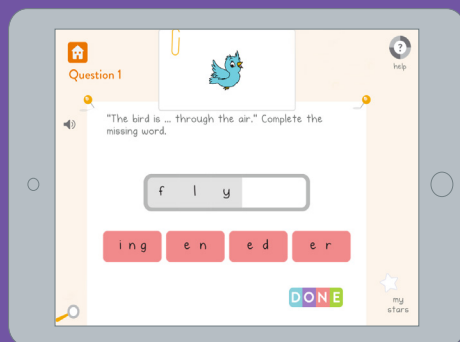 ?
help
Question 1
"The bird is ... through the air." Complete the
missing word.
f l y
ing en ed er
DONE
my
stars